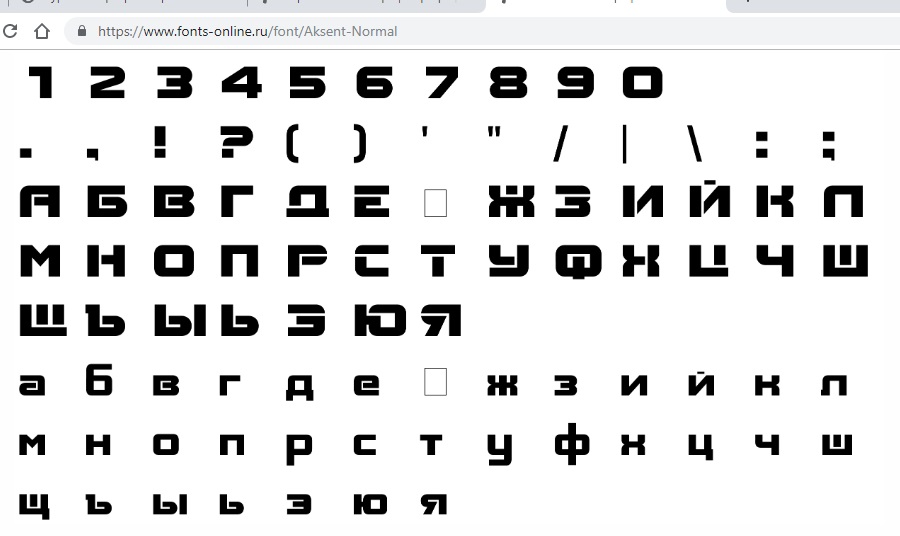 https://www.fonts-online.ru/font/Aksent-Normal
1 2 3 4 5 6 7 8 9 0
. , ! ? ( ) ' " / | \ : ;
А Б В Г Д Е □ Ж З И Й К Л
М Н О П Р С Т У Ф Х Ц Ч Ш
Щ Ъ Ы Ь Э Ю Я
а б в г д е □ ж з и й к л
м н о п р с т у ф х ц ч ш
щ ъ ы ь э ю я